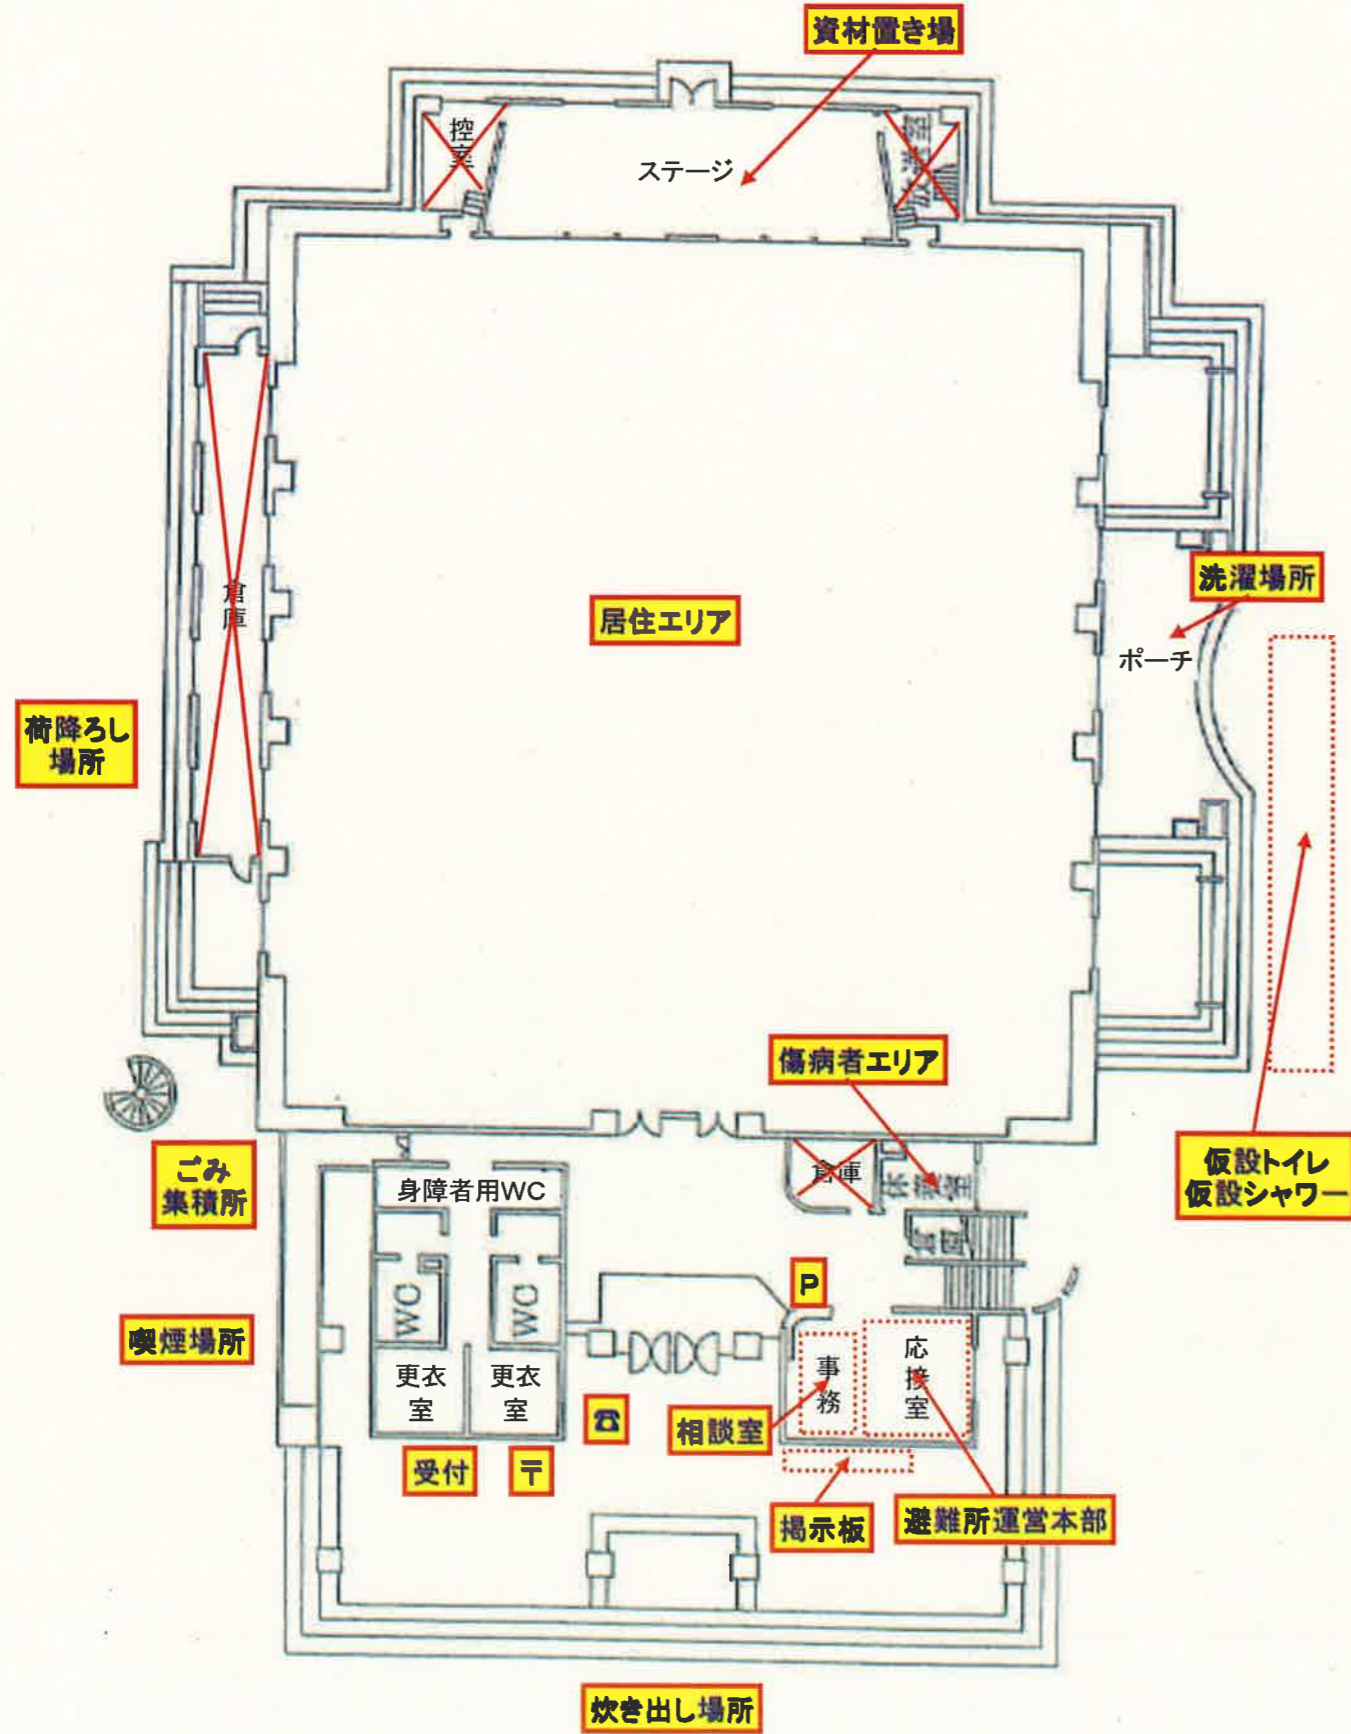 資材置き場
控
室
放送室
ステージ
洗濯場所
倉
庫
居住エリア
ポーチ
荷降ろし
場所
傷病者エリア
ごみ
集積所
仮設トイレ
仮設シャワー
倉庫
身障者用WC
倉庫
P
WC
WC
喫煙場所
事
務
応
接
室
更衣
室
更衣
室
☎
相談室
受付
〒
掲示板
避難所運営本部
炊き出し場所